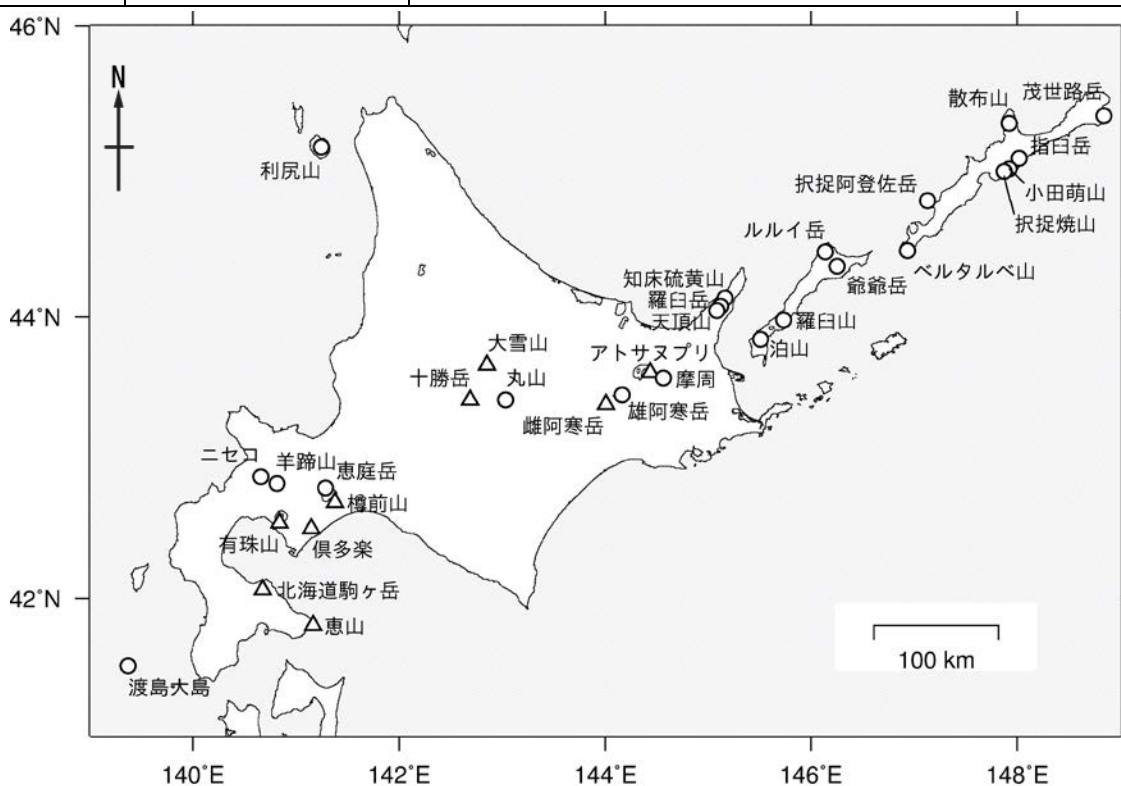 46°N
N
散布山
茂世路岳
利尻山
指臼岳
択捉阿登佐岳
小田萌山
択捉焼山
ルルイ岳
ベルタルベ山
爺爺岳
知床硫黄山
44°N
羅臼岳
天頂山
羅臼山
大雪山
泊山
アトサヌプリ
十勝岳
丸山
摩周
雌阿寒岳
雄阿寒岳
ニセコ
羊蹄山
恵庭岳
樽前山
有珠山
倶多楽
42°N
北海道駒ヶ岳
恵山
100 km
渡島大島
140°E
142°E
144°E
146°E
148°E